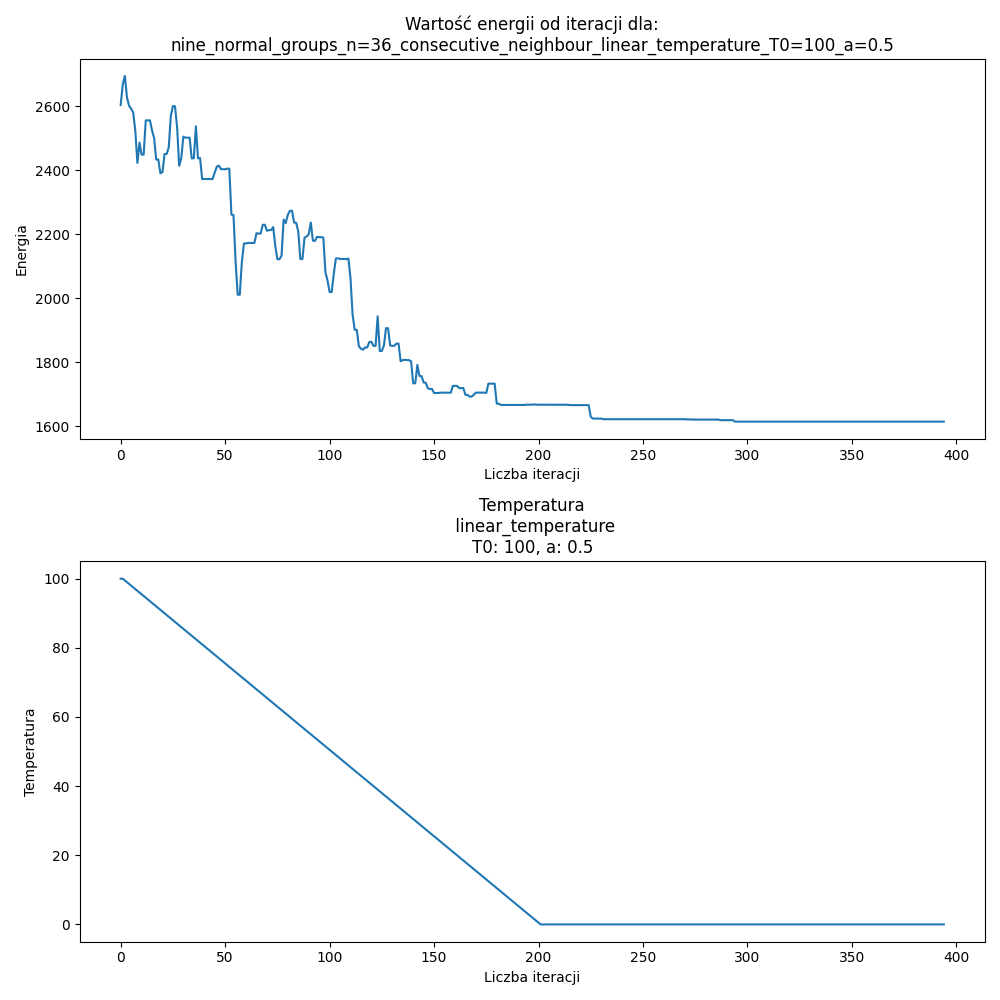 Wartość energii od iteracji dla:
nine_normal_groups_n=36_consecutive_neighbour_linear_temperature_T0=100_a=0.5
2600
2400
2200
2000
1800
1600
Energia
0 50 100 150 200 250 300 350 400
Liczba iteracji
Temperatura
linear_temperature
T0: 100, a: 0.5
100
80
60
40
20
0
Temperatura
0 50 100 150 200 250 300 350 400
Liczba iteracji